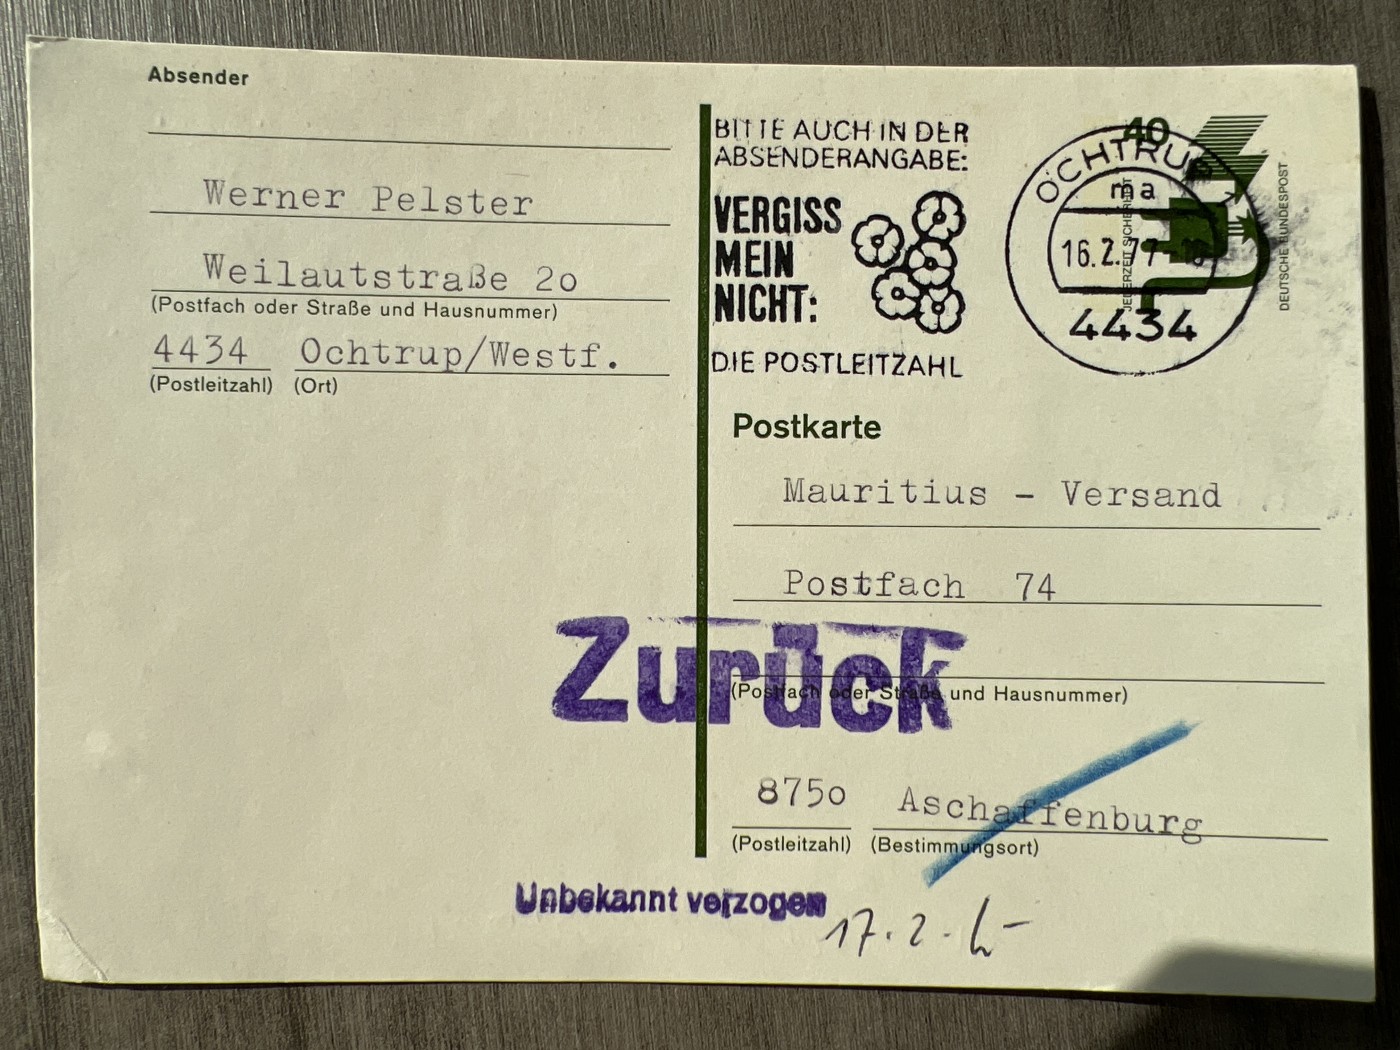 Absender
Werner Pelster
Weilautstraße 2o
(Postfach oder Straße und Hausnummer)
4434 Ochtrup/Westf.
(Postleitzahl) (Ort)
BITTE AUCH IN DER
ABSENDERANGABE:
VERGISS
MEIN
NICHT:
DIE POSTLEITZAHL
40
OCHTRUP
ma
16.2.77-18
4434
JEDERZEIT SICHERHEIT
DEUTSCHE BUNDESPOST
Postkarte
Mauritius - Versand
Postfach 74
Zurück
(Postfach oder Straße und Hausnummer)
875o Aschaffenburg
(Postleitzahl) (Bestimmungsort)
Unbekannt verzogen
17.2.